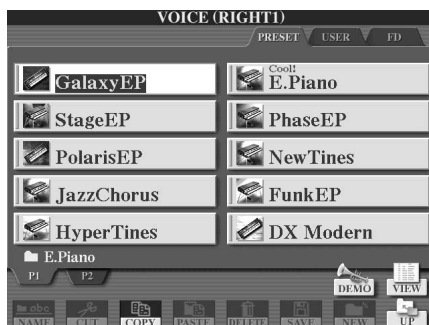 VOICE (RIGHT1)
PRESET USER FD
GalaxyEP
Cool!
E.Piano
StageEP
PhaseEP
PolarisEP
NewTines
JazzChorus
FunkEP
HyperTines
DX Modern
E.Piano
P1 P2
DEMO VIEW
abc
NAME CUT COPY PASTE DELETE SAVE NEW UP